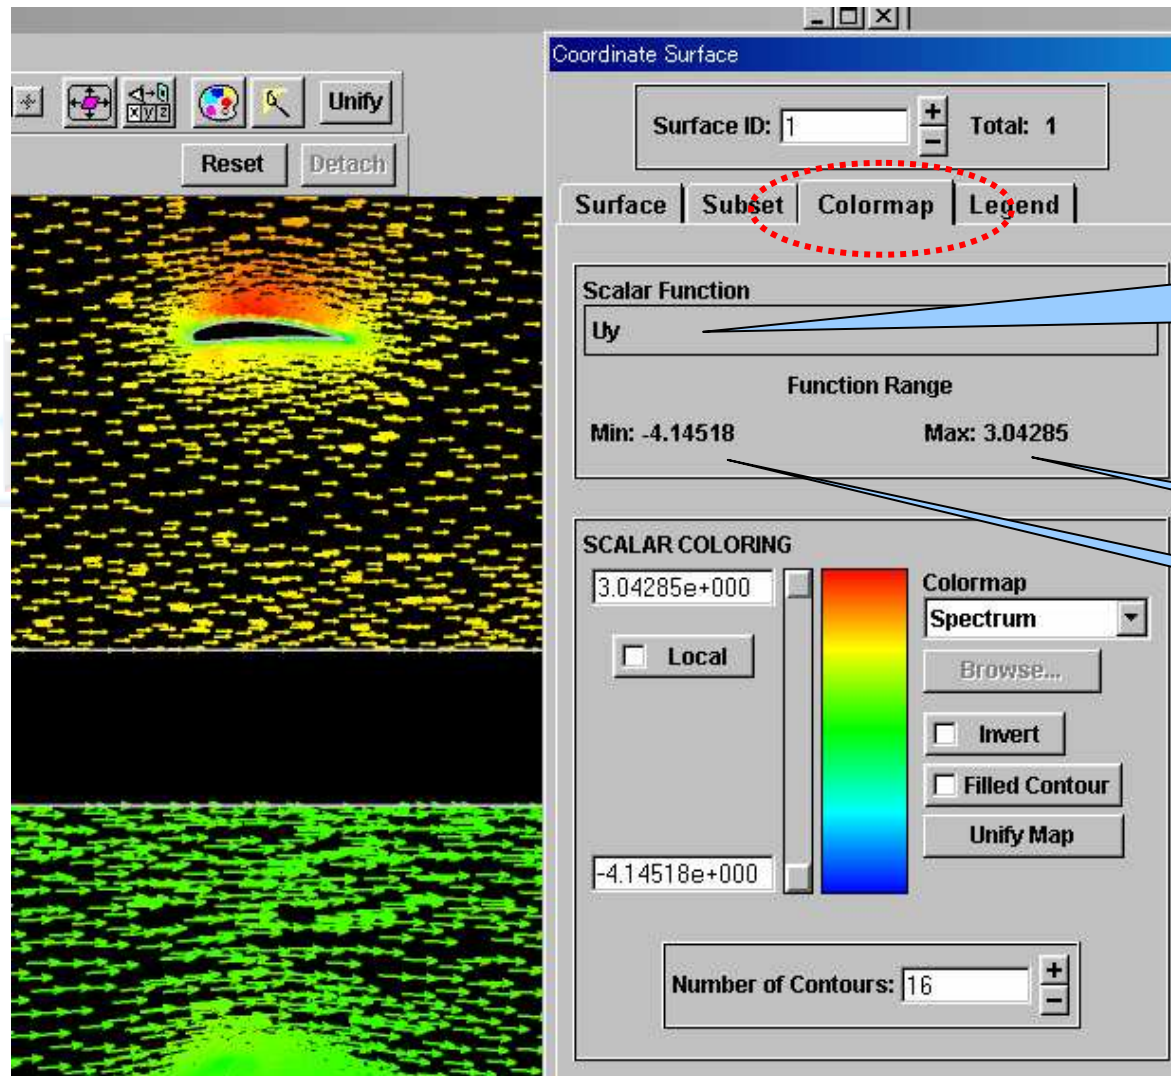 Coordinate Surface
Unify
Reset Detach
Surface ID: 1 Total: 1
Surface Subset Colormap Legend
Scalar Function
Uy
Function Range
Min: -4.14518 Max: 3.04285
SCALAR COLORING
3.04285e+000
Local
-4.14518e+000
Colormap
Spectrum
Browse...
Invert
Filled Contour
Unify Map
Number of Contours: 16